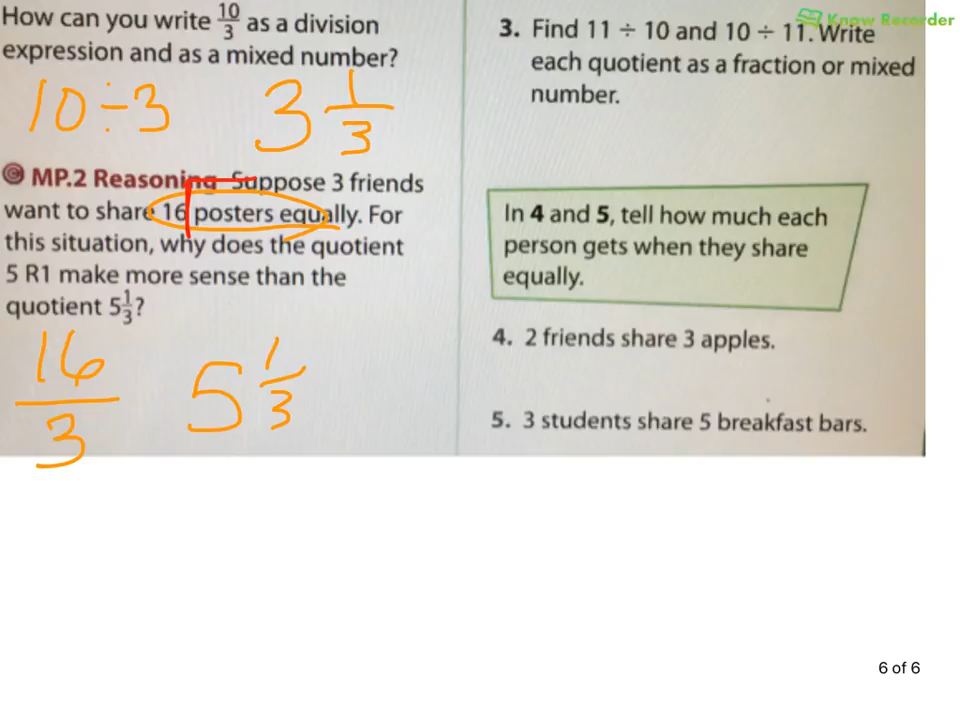 How can you write 10/3 as a division
expression and as a mixed number?
10 ÷ 3 3 1/3
MP.2 Reasoning Suppose 3 friends
want to share 16 posters equally. For
this situation, why does the quotient
5 R1 make more sense than the
quotient 5 1/3?
16/3 5 1/3
Know Recorder
3. Find 11 ÷ 10 and 10 ÷ 11. Write
each quotient as a fraction or mixed
number.
In 4 and 5, tell how much each
person gets when they share
equally.
4. 2 friends share 3 apples.
5. 3 students share 5 breakfast bars.
6 of 6